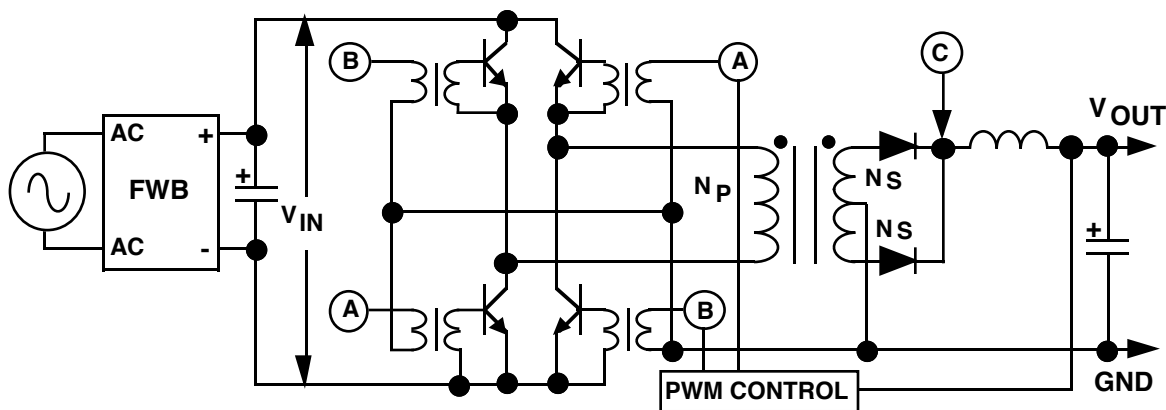 B
A
C
V OUT
AC
+
FWB
+
V IN
N P
N S
N S
AC
-
+
A
B
PWM CONTROL
GND